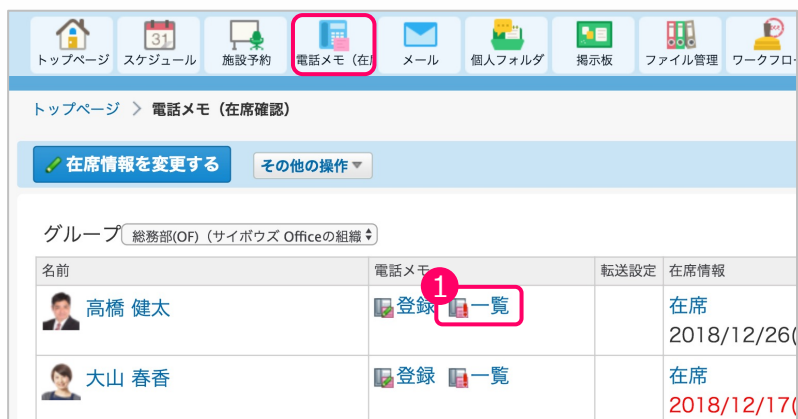 31
トップページ スケジュール 施設予約 電話メモ（在席 メール 個人フォルダ 掲示板 ファイル管理 ワークフロー
トップページ > 電話メモ（在席確認）
在席情報を変更する その他の操作▼
グループ 総務部(OF)（サイボウズ Officeの組織
名前 電話メモ 転送設定 在席情報
1
高橋 健太 登録 一覧 在席
2018/12/26(
大山 春香 登録 一覧 在席
2018/12/17(